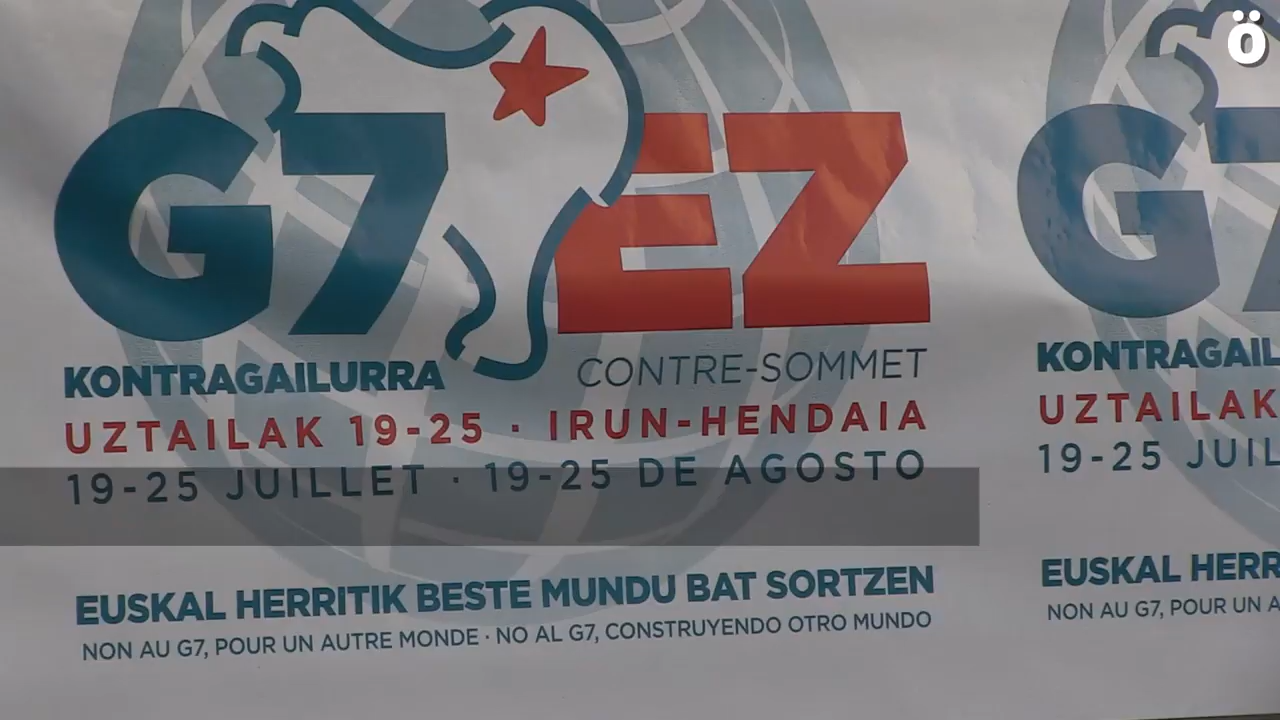 Ö
G7 EZ
KONTRAGAILURRA CONTRE-SOMMET
UZTAILAK 19-25 · IRUN-HENDAIA
19-25 JUILLET · 19-25 DE AGOSTO
EUSKAL HERRITIK BESTE MUNDU BAT SORTZEN
NON AU G7, POUR UN AUTRE MONDE · NO AL G7, CONSTRUYENDO OTRO MUNDO
G7
KONTRAGAIL
UZTAILAK
19-25 JUIL
EUSKAL HERR
NON AU G7, POUR UN A